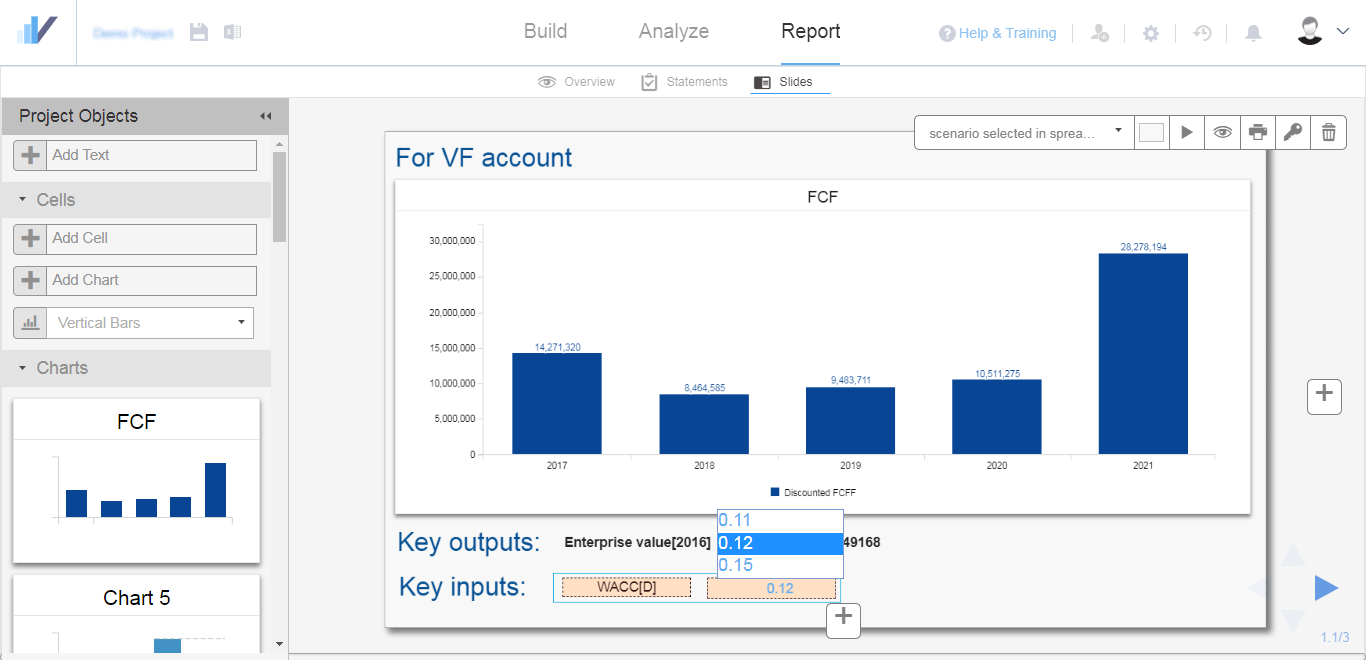 Demo Project
Build
Analyze
Report
Help & Training
Overview
Statements
Slides
Project Objects
Add Text
Cells
Add Cell
Add Chart
Vertical Bars
Charts
FCF
Chart 5
scenario selected in sprea...
For VF account
FCF
30,000,000
25,000,000
20,000,000
15,000,000
10,000,000
5,000,000
0
14,271,320
8,464,585
9,483,711
10,511,275
28,278,194
2017
2018
2019
2020
2021
Discounted FCFF
0.11
0.12
0.15
Key outputs:
Enterprise value[2016]
49168
Key inputs:
WACC[D]
0.12
1.1/3